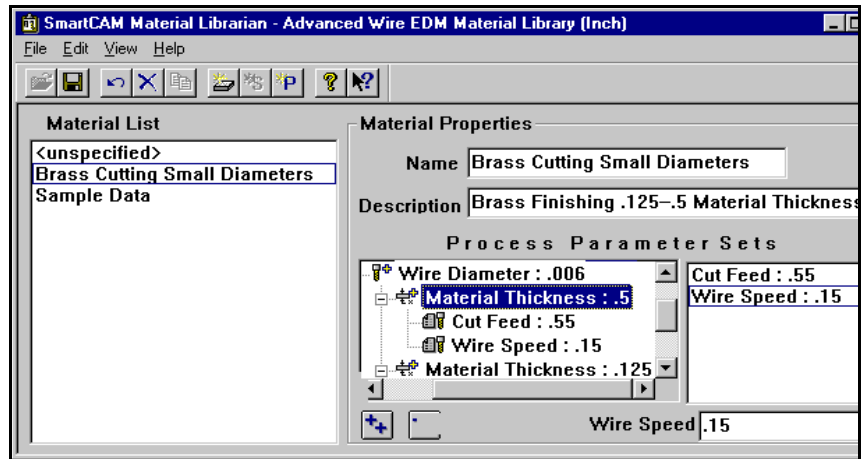 SmartCAM Material Librarian - Advanced Wire EDM Material Library (Inch)
File Edit View Help
Material List
<unspecified>
Brass Cutting Small Diameters
Sample Data
Material Properties
Name Brass Cutting Small Diameters
Description Brass Finishing .125–.5 Material Thickness
Process Parameter Sets
Wire Diameter : .006
Material Thickness : .5
Cut Feed : .55
Wire Speed : .15
Material Thickness : .125
Cut Feed : .55
Wire Speed : .15
Wire Speed .15